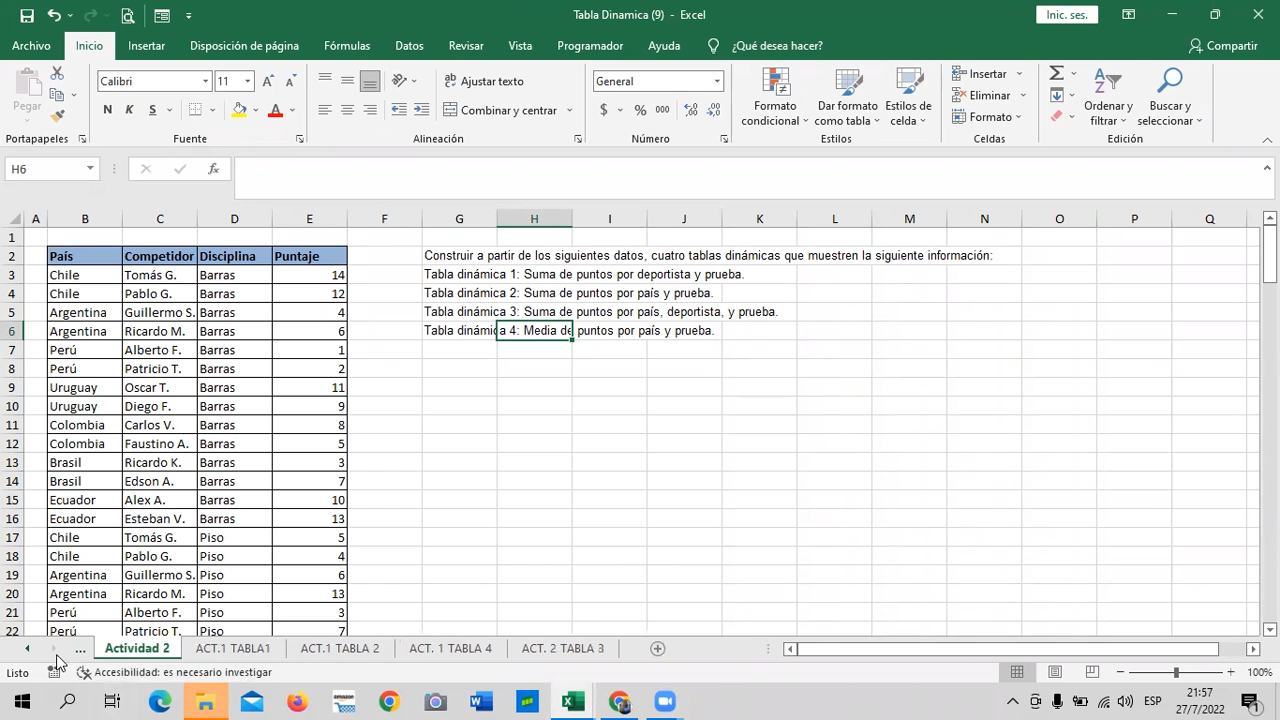 Tabla Dinamica (9) - Excel
Inic. ses.
Archivo Inicio Insertar Disposición de página Fórmulas Datos Revisar Vista Programador Ayuda ¿Qué desea hacer? Compartir
Pegar
Calibri 11
N K S
Ajustar texto
Combinar y centrar
General
$ % 000
Formato condicional
Dar formato como tabla
Estilos de celda
Insertar
Eliminar
Formato
Ordenar y filtrar
Buscar y seleccionar
Portapapeles Fuente Alineación Número Estilos Celdas Edición
H6
A B C D E F G H I J K L M N O P Q
1
2 País Competidor Disciplina Puntaje Construir a partir de los siguientes datos, cuatro tablas dinámicas que muestren la siguiente información:
3 Chile Tomás G. Barras 14 Tabla dinámica 1: Suma de puntos por deportista y prueba.
4 Chile Pablo G. Barras 12 Tabla dinámica 2: Suma de puntos por país y prueba.
5 Argentina Guillermo S. Barras 4 Tabla dinámica 3: Suma de puntos por país, deportista, y prueba.
6 Argentina Ricardo M. Barras 6 Tabla dinámica 4: Media de puntos por país y prueba.
7 Perú Alberto F. Barras 1
8 Perú Patricio T. Barras 2
9 Uruguay Oscar T. Barras 11
10 Uruguay Diego F. Barras 9
11 Colombia Carlos V. Barras 8
12 Colombia Faustino A. Barras 5
13 Brasil Ricardo K. Barras 3
14 Brasil Edson A. Barras 7
15 Ecuador Alex A. Barras 10
16 Ecuador Esteban V. Barras 13
17 Chile Tomás G. Piso 5
18 Chile Pablo G. Piso 4
19 Argentina Guillermo S. Piso 6
20 Argentina Ricardo M. Piso 13
21 Perú Alberto F. Piso 3
22 Perú Patricio T. Piso 7
... Actividad 2 ACT.1 TABLA1 ACT.1 TABLA 2 ACT. 1 TABLA 4 ACT. 2 TABLA 3
Listo Accesibilidad: es necesario investigar
amazon
ESP
21:57
27/7/2022